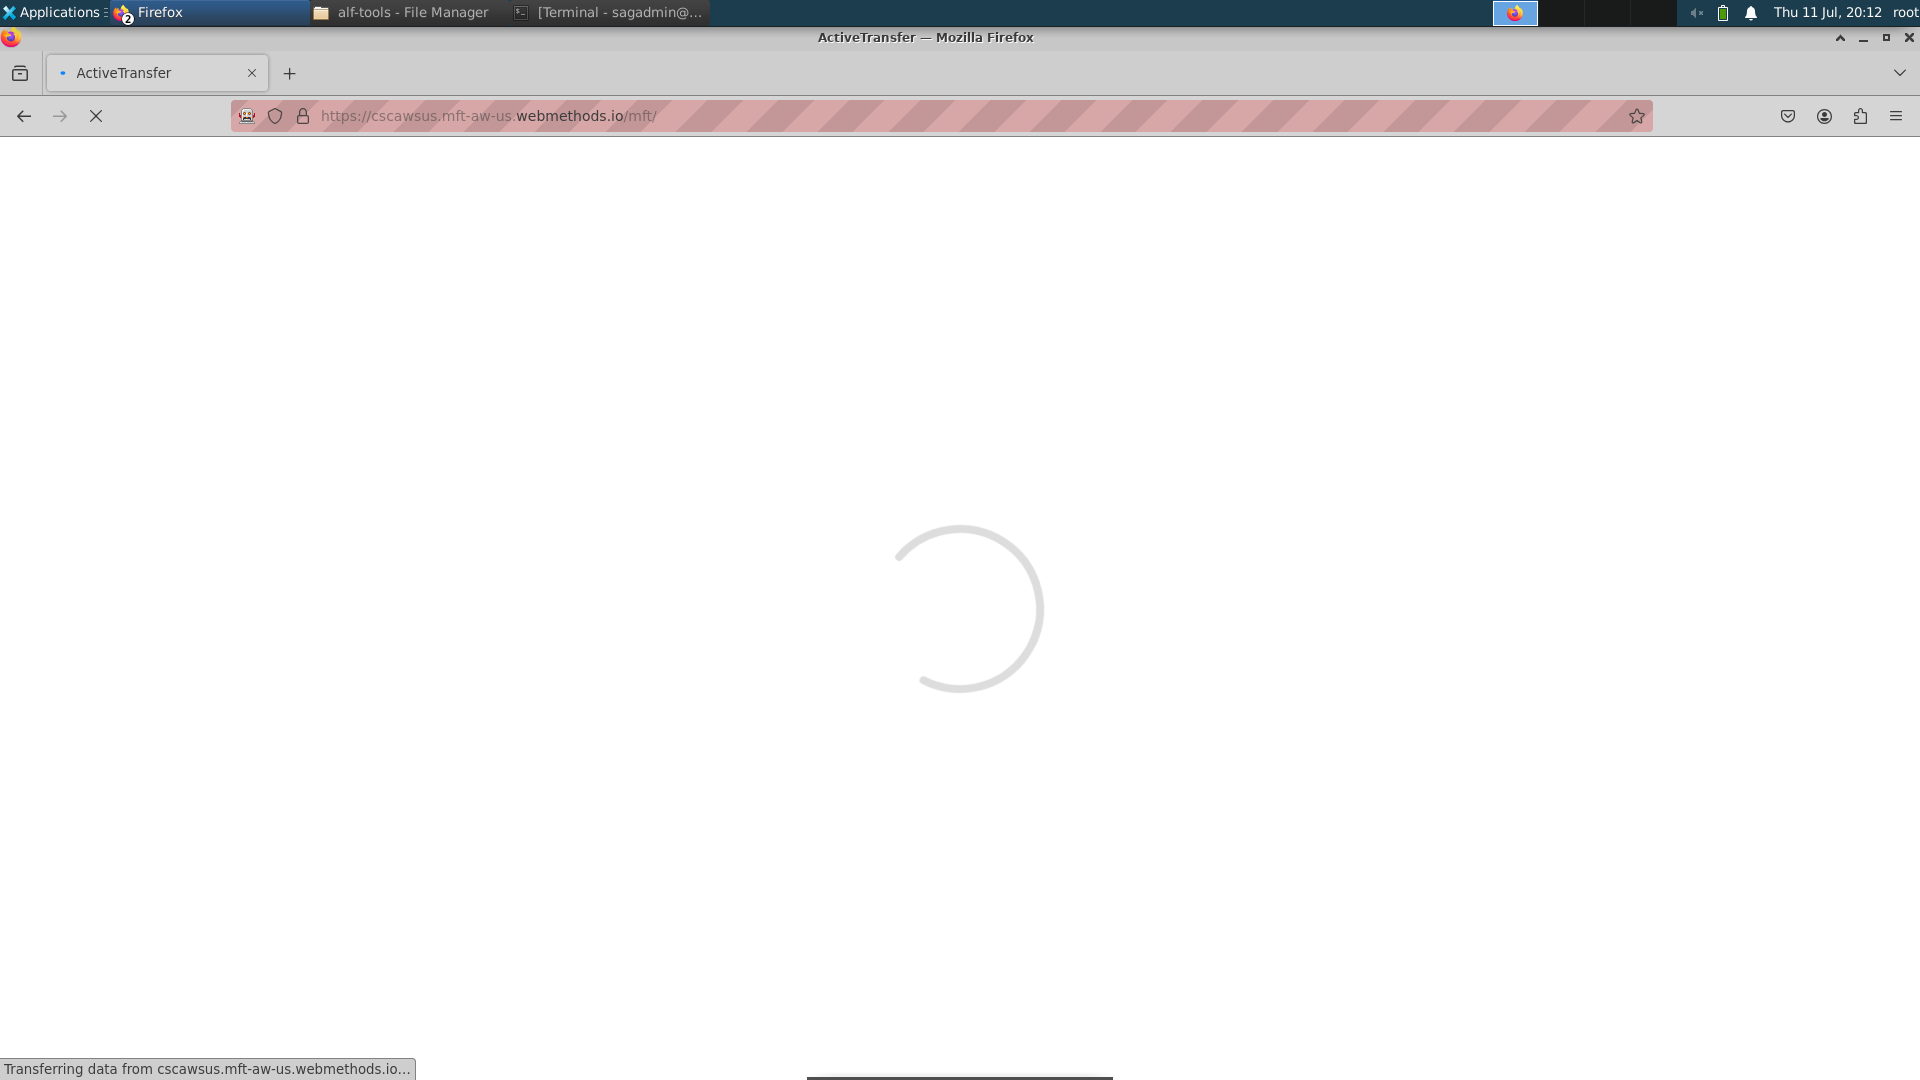 Applications
2
Firefox
alf-tools - File Manager
[Terminal - sagadmin@...
Thu 11 Jul, 20:12
root
ActiveTransfer — Mozilla Firefox
ActiveTransfer
https://cscawsus.mft-aw-us.webmethods.io/mft/
Transferring data from cscawsus.mft-aw-us.webmethods.io...